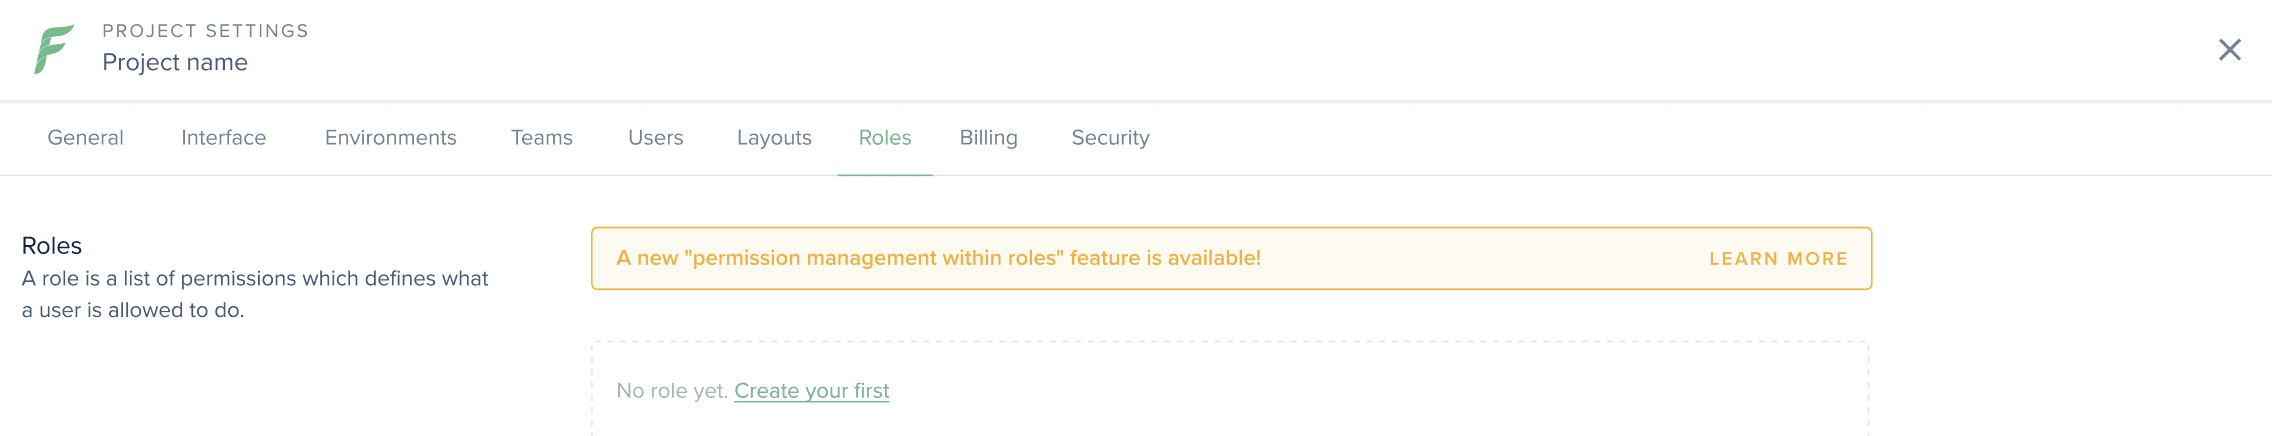 PROJECT SETTINGS
Project name
General Interface Environments Teams Users Layouts Roles Billing Security
Roles
A role is a list of permissions which defines what
a user is allowed to do.
A new "permission management within roles" feature is available! LEARN MORE
No role yet. Create your first